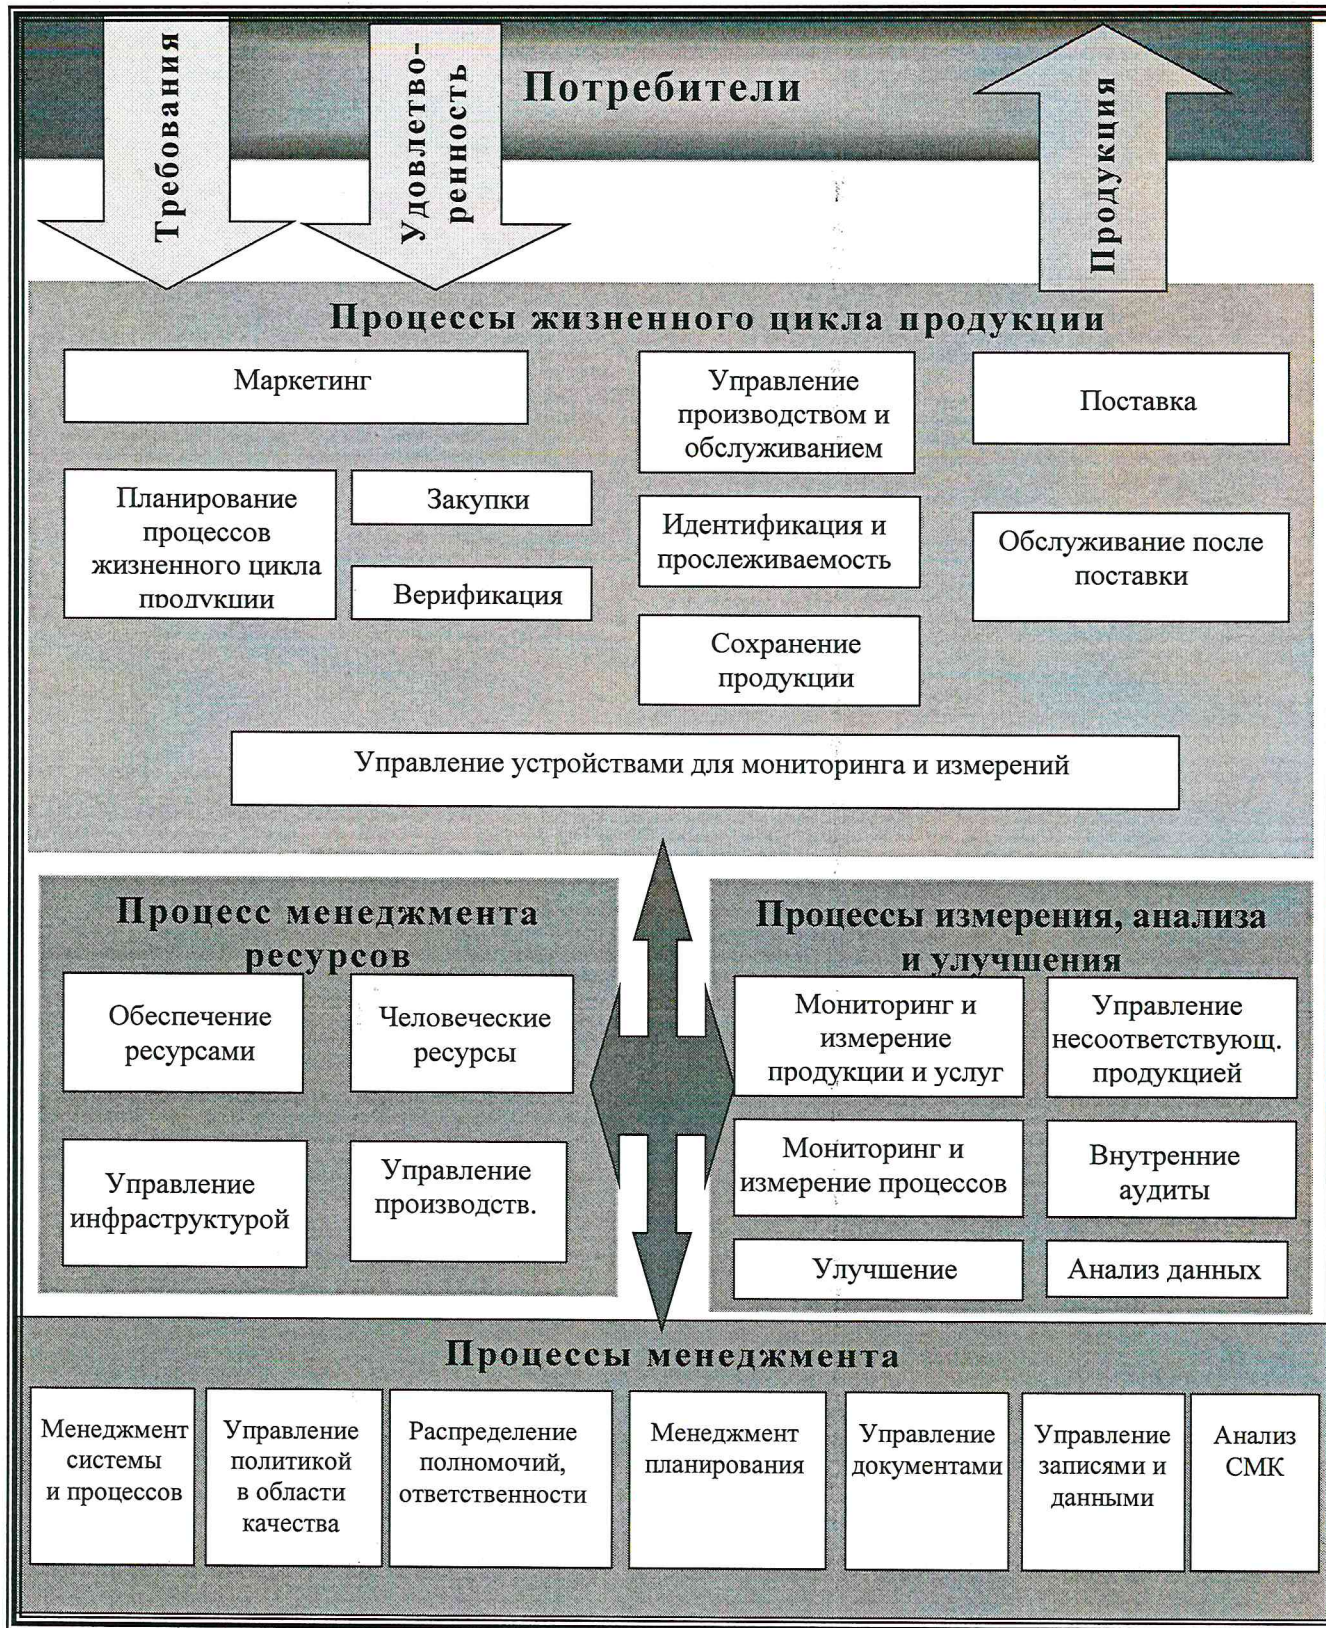 Потребители
Требования
Удовлетво-
ренность
Продукция
Процессы жизненного цикла продукции
Маркетинг
Управление
производством и
обслуживанием
Поставка
Планирование
процессов
жизненного цикла
продукции
Закупки
Верификация
Идентификация и
прослеживаемость
Обслуживание после
поставки
Сохранение
продукции
Управление устройствами для мониторинга и измерений
Процесс менеджмента
ресурсов
Обеспечение
ресурсами
Человеческие
ресурсы
Управление
инфраструктурой
Управление
производств.
Процессы измерения, анализа
и улучшения
Мониторинг и
измерение
продукции и услуг
Управление
несоответствующ.
продукцией
Мониторинг и
измерение процессов
Внутренние
аудиты
Улучшение
Анализ данных
Процессы менеджмента
Менеджмент
системы
и процессов
Управление
политикой
в области
качества
Распределение
полномочий,
ответственности
Менеджмент
планирования
Управление
документами
Управление
записями и
данными
Анализ
СМК